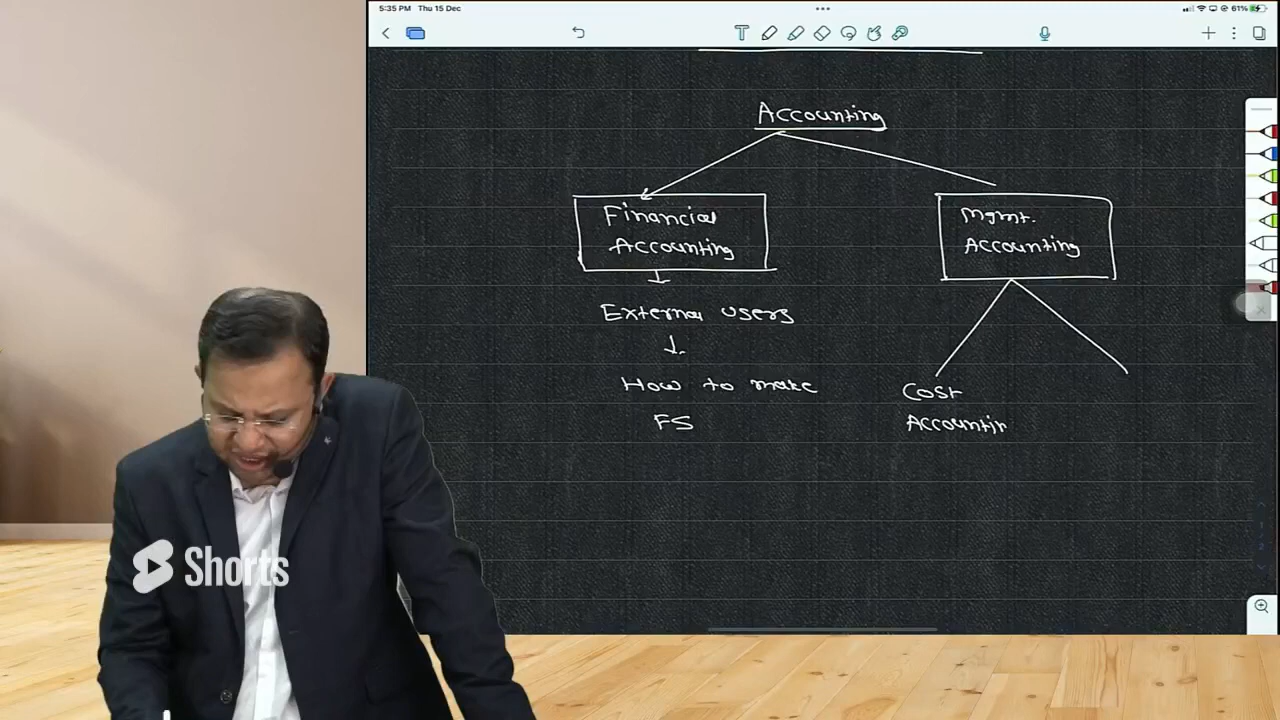 5:35 PM Thu 15 Dec
61%
T
Accounting
Financial
Accounting
Mgmt.
Accounting
External users
How to make
FS
Cost
Accountin
Shorts